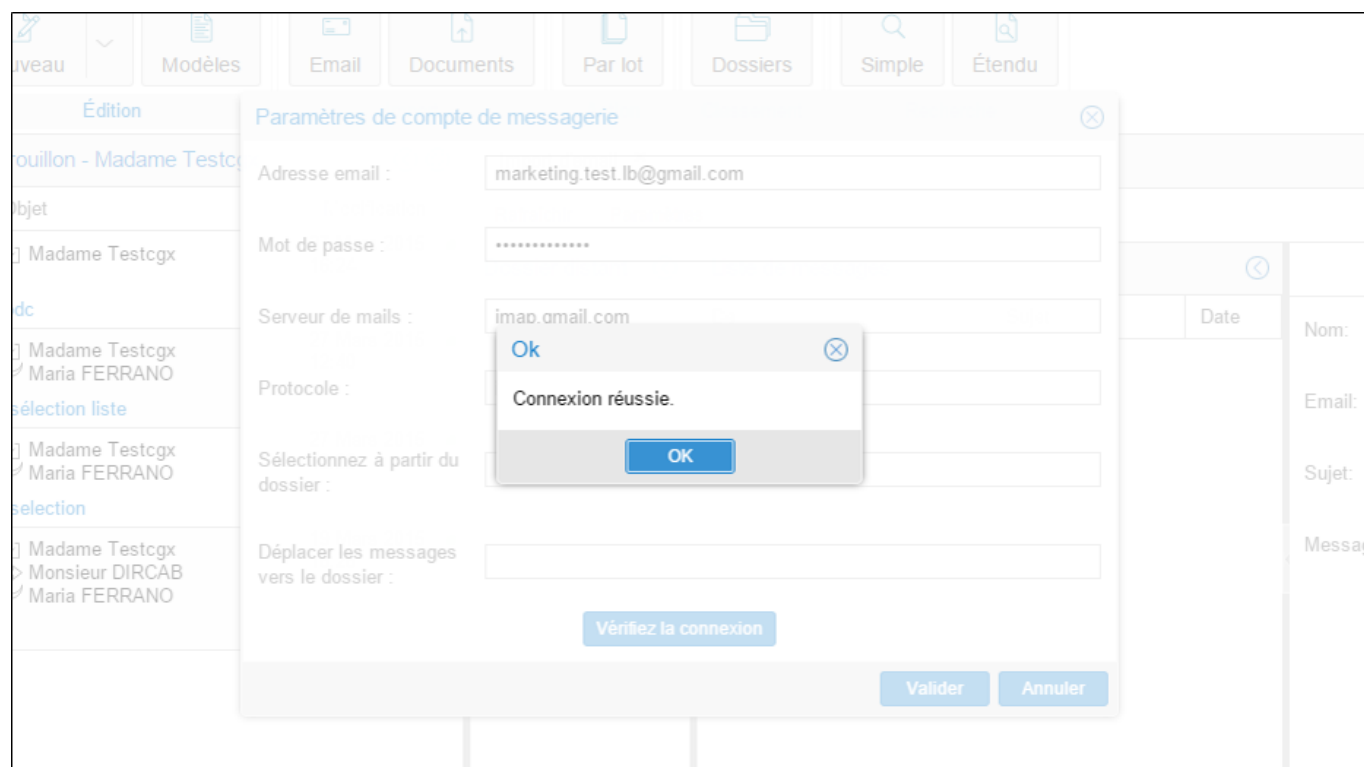 uveau
Modèles
Email
Documents
Par lot
Dossiers
Simple
Étendu
Édition
rouillon - Madame Testcg
Objet
Madame Testcgx
dc
Madame Testcgx
Maria FERRANO
sélection liste
Madame Testcgx
Maria FERRANO
selection
Madame Testcgx
Monsieur DIRCAB
Maria FERRANO
Paramètres de compte de messagerie
Adresse email :
marketing.test.lb@gmail.com
Mot de passe :
•••••••••••••
Serveur de mails :
imap.gmail.com
Protocole :
Sélectionnez à partir du
dossier :
Déplacer les messages
vers le dossier :
Vérifiez la connexion
Valider
Annuler
Ok
Connexion réussie.
OK
Date
Nom:
Email:
Sujet:
Messag